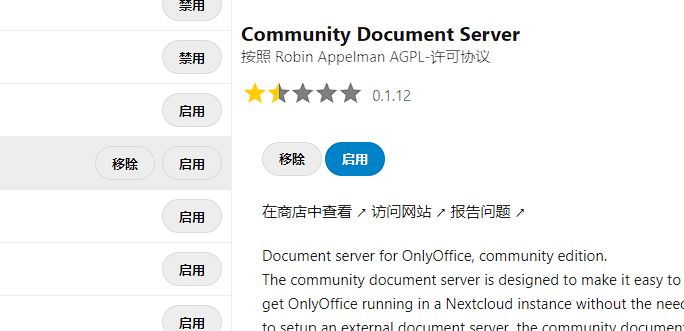 禁用
禁用
启用
移除 启用
启用
启用
启用
Community Document Server
按照 Robin Appelman AGPL-许可协议
0.1.12
移除 启用
在商店中查看 ↗ 访问网站 ↗ 报告问题 ↗
Document server for OnlyOffice, community edition.
The community document server is designed to make it easy to
get OnlyOffice running in a Nextcloud instance without the need
to setup an external document server, the community document